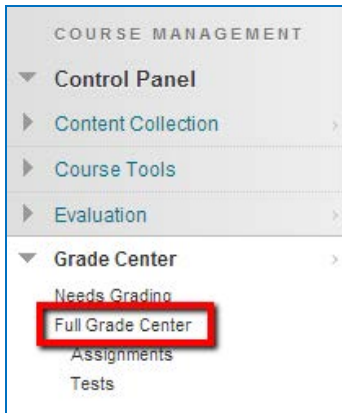 COURSE MANAGEMENT
Control Panel
Content Collection
Course Tools
Evaluation
Grade Center
Needs Grading
Full Grade Center
Assignments
Tests